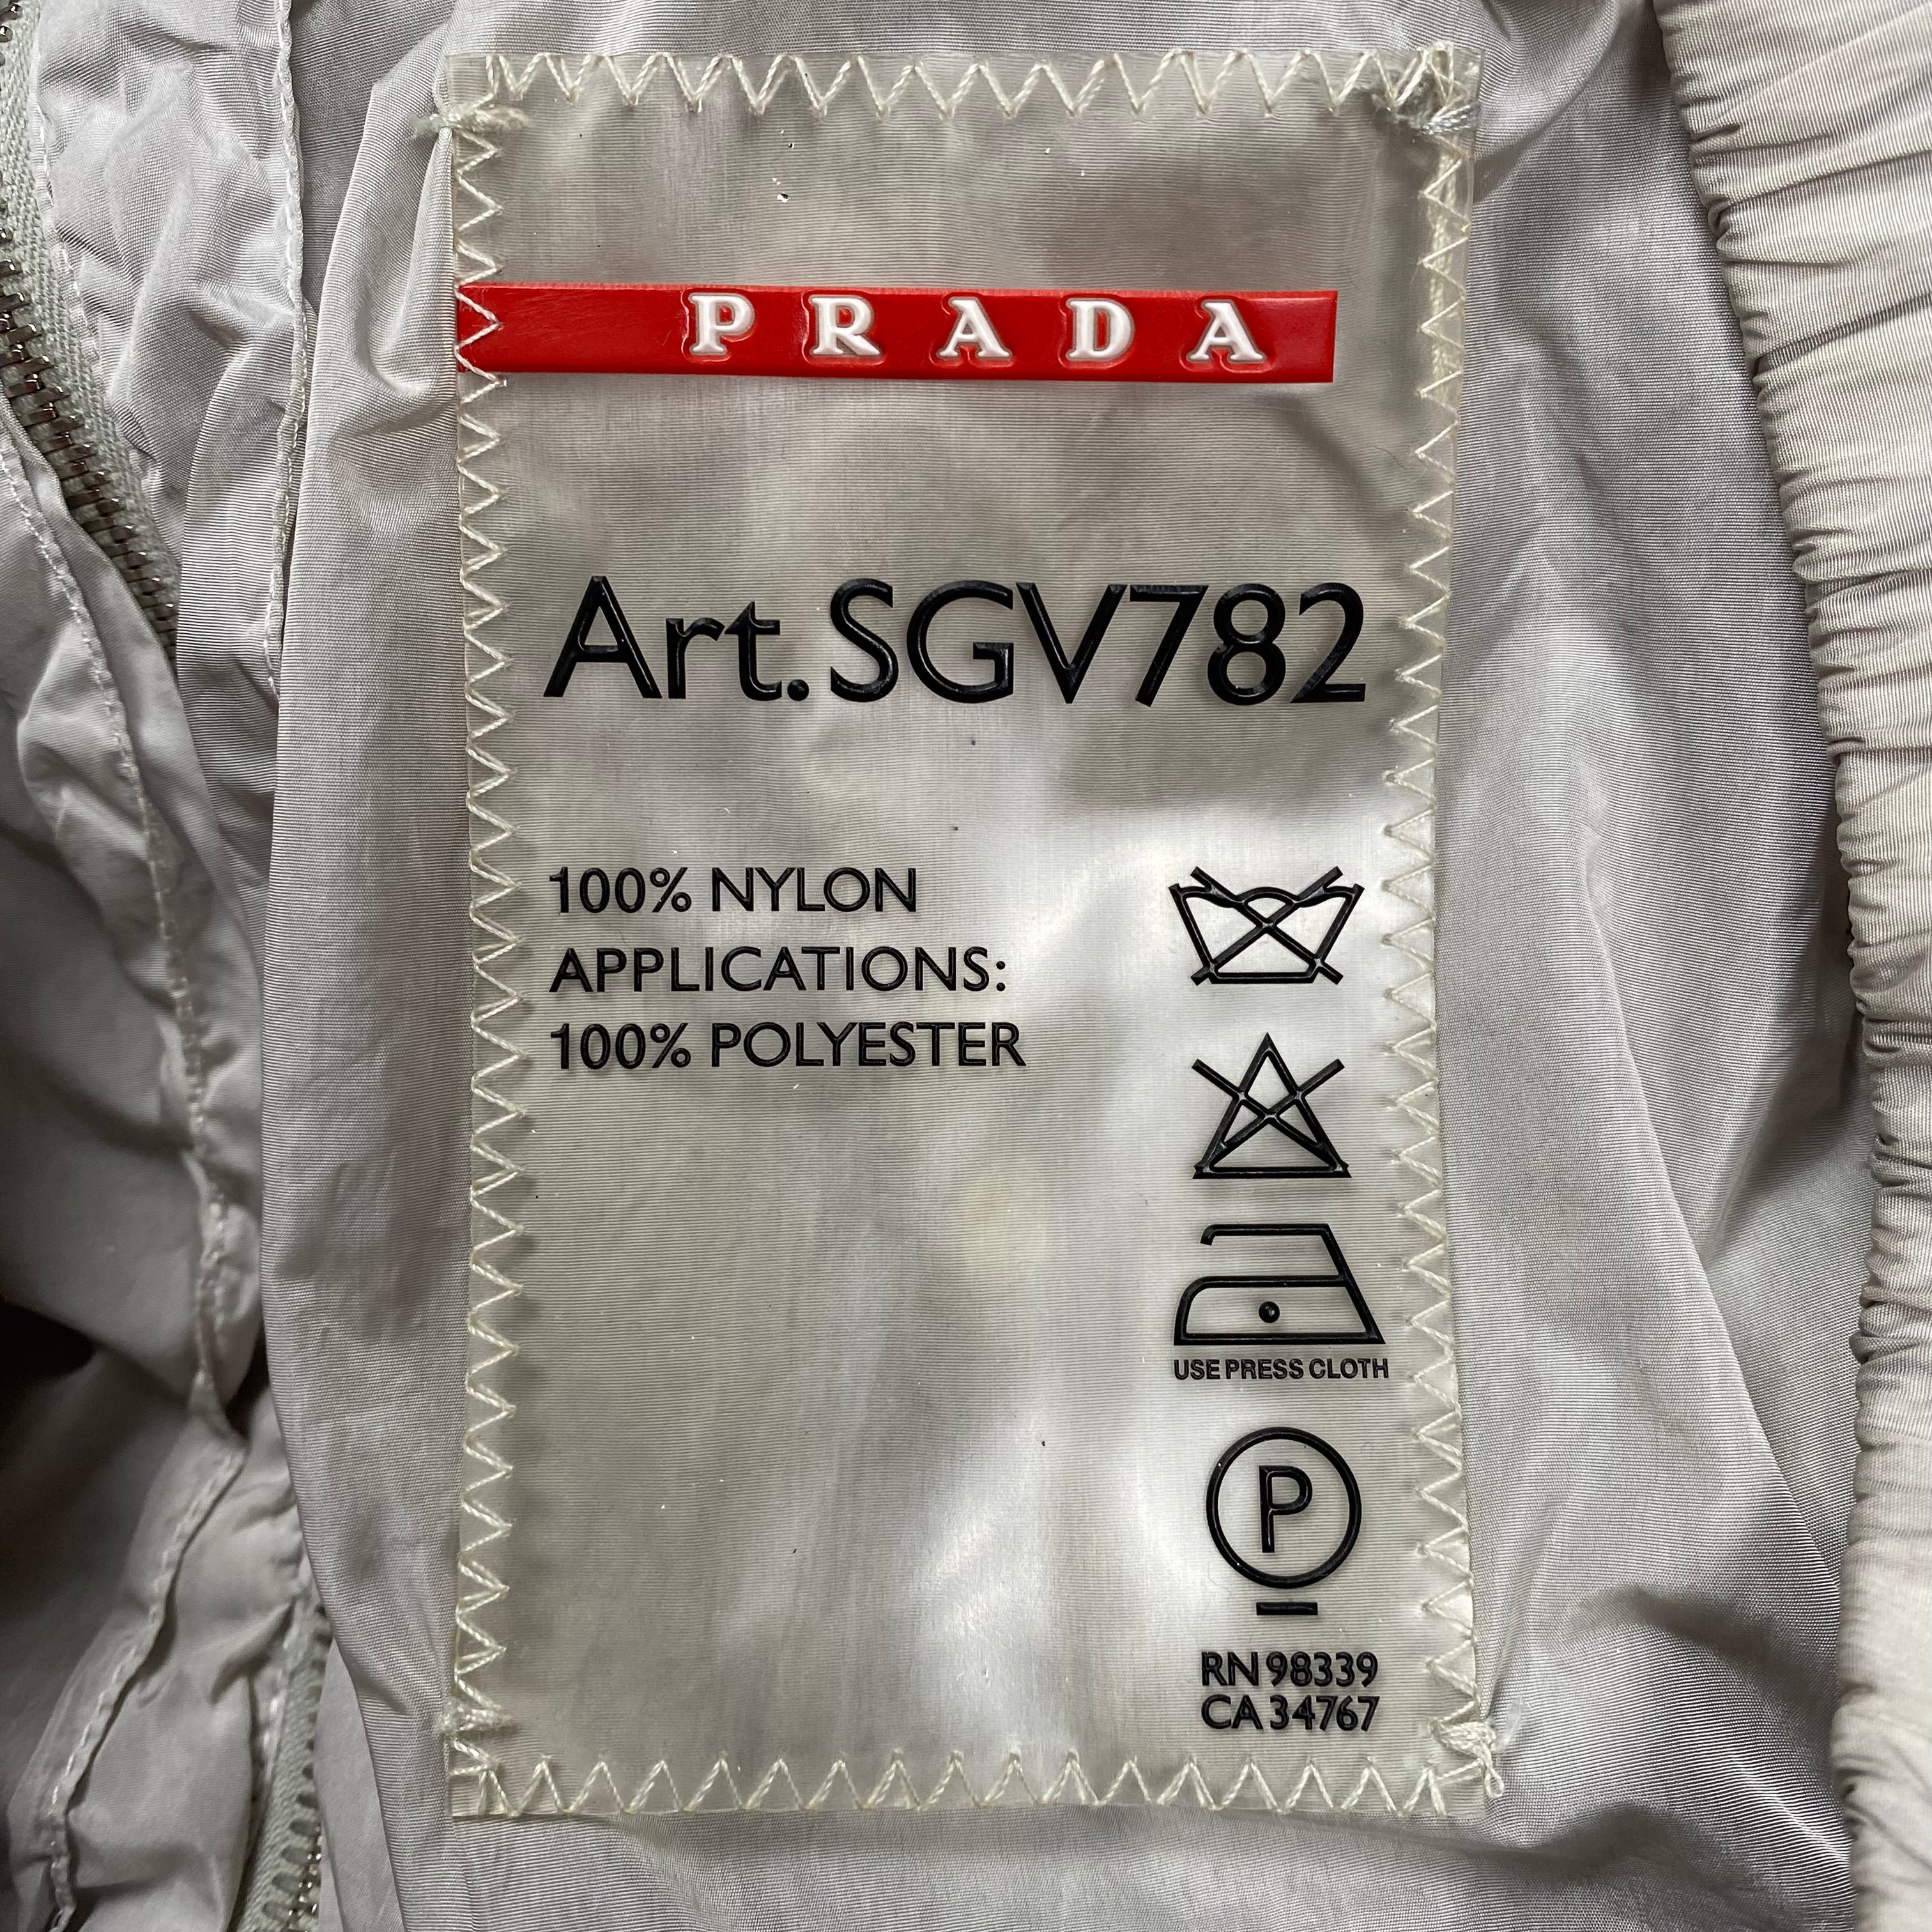 PRADA
Art.SGV782
100% NYLON
APPLICATIONS:
100% POLYESTER
USE PRESS CLOTH
P
RN 98339
CA 34767